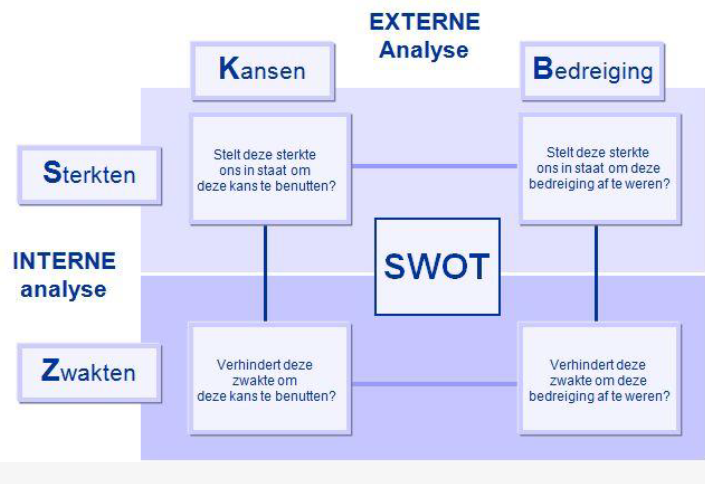 EXTERNE
Analyse
Kansen
Bedreiging
Sterkten
Stelt deze sterkte
ons in staat om
deze kans te benutten?
Stelt deze sterkte
ons in staat om deze
bedreiging af te weren?
INTERNE
analyse
SWOT
Zwakten
Verhindert deze
zwakte om
deze kans te benutten?
Verhindert deze
zwakte om deze
bedreiging af te weren?